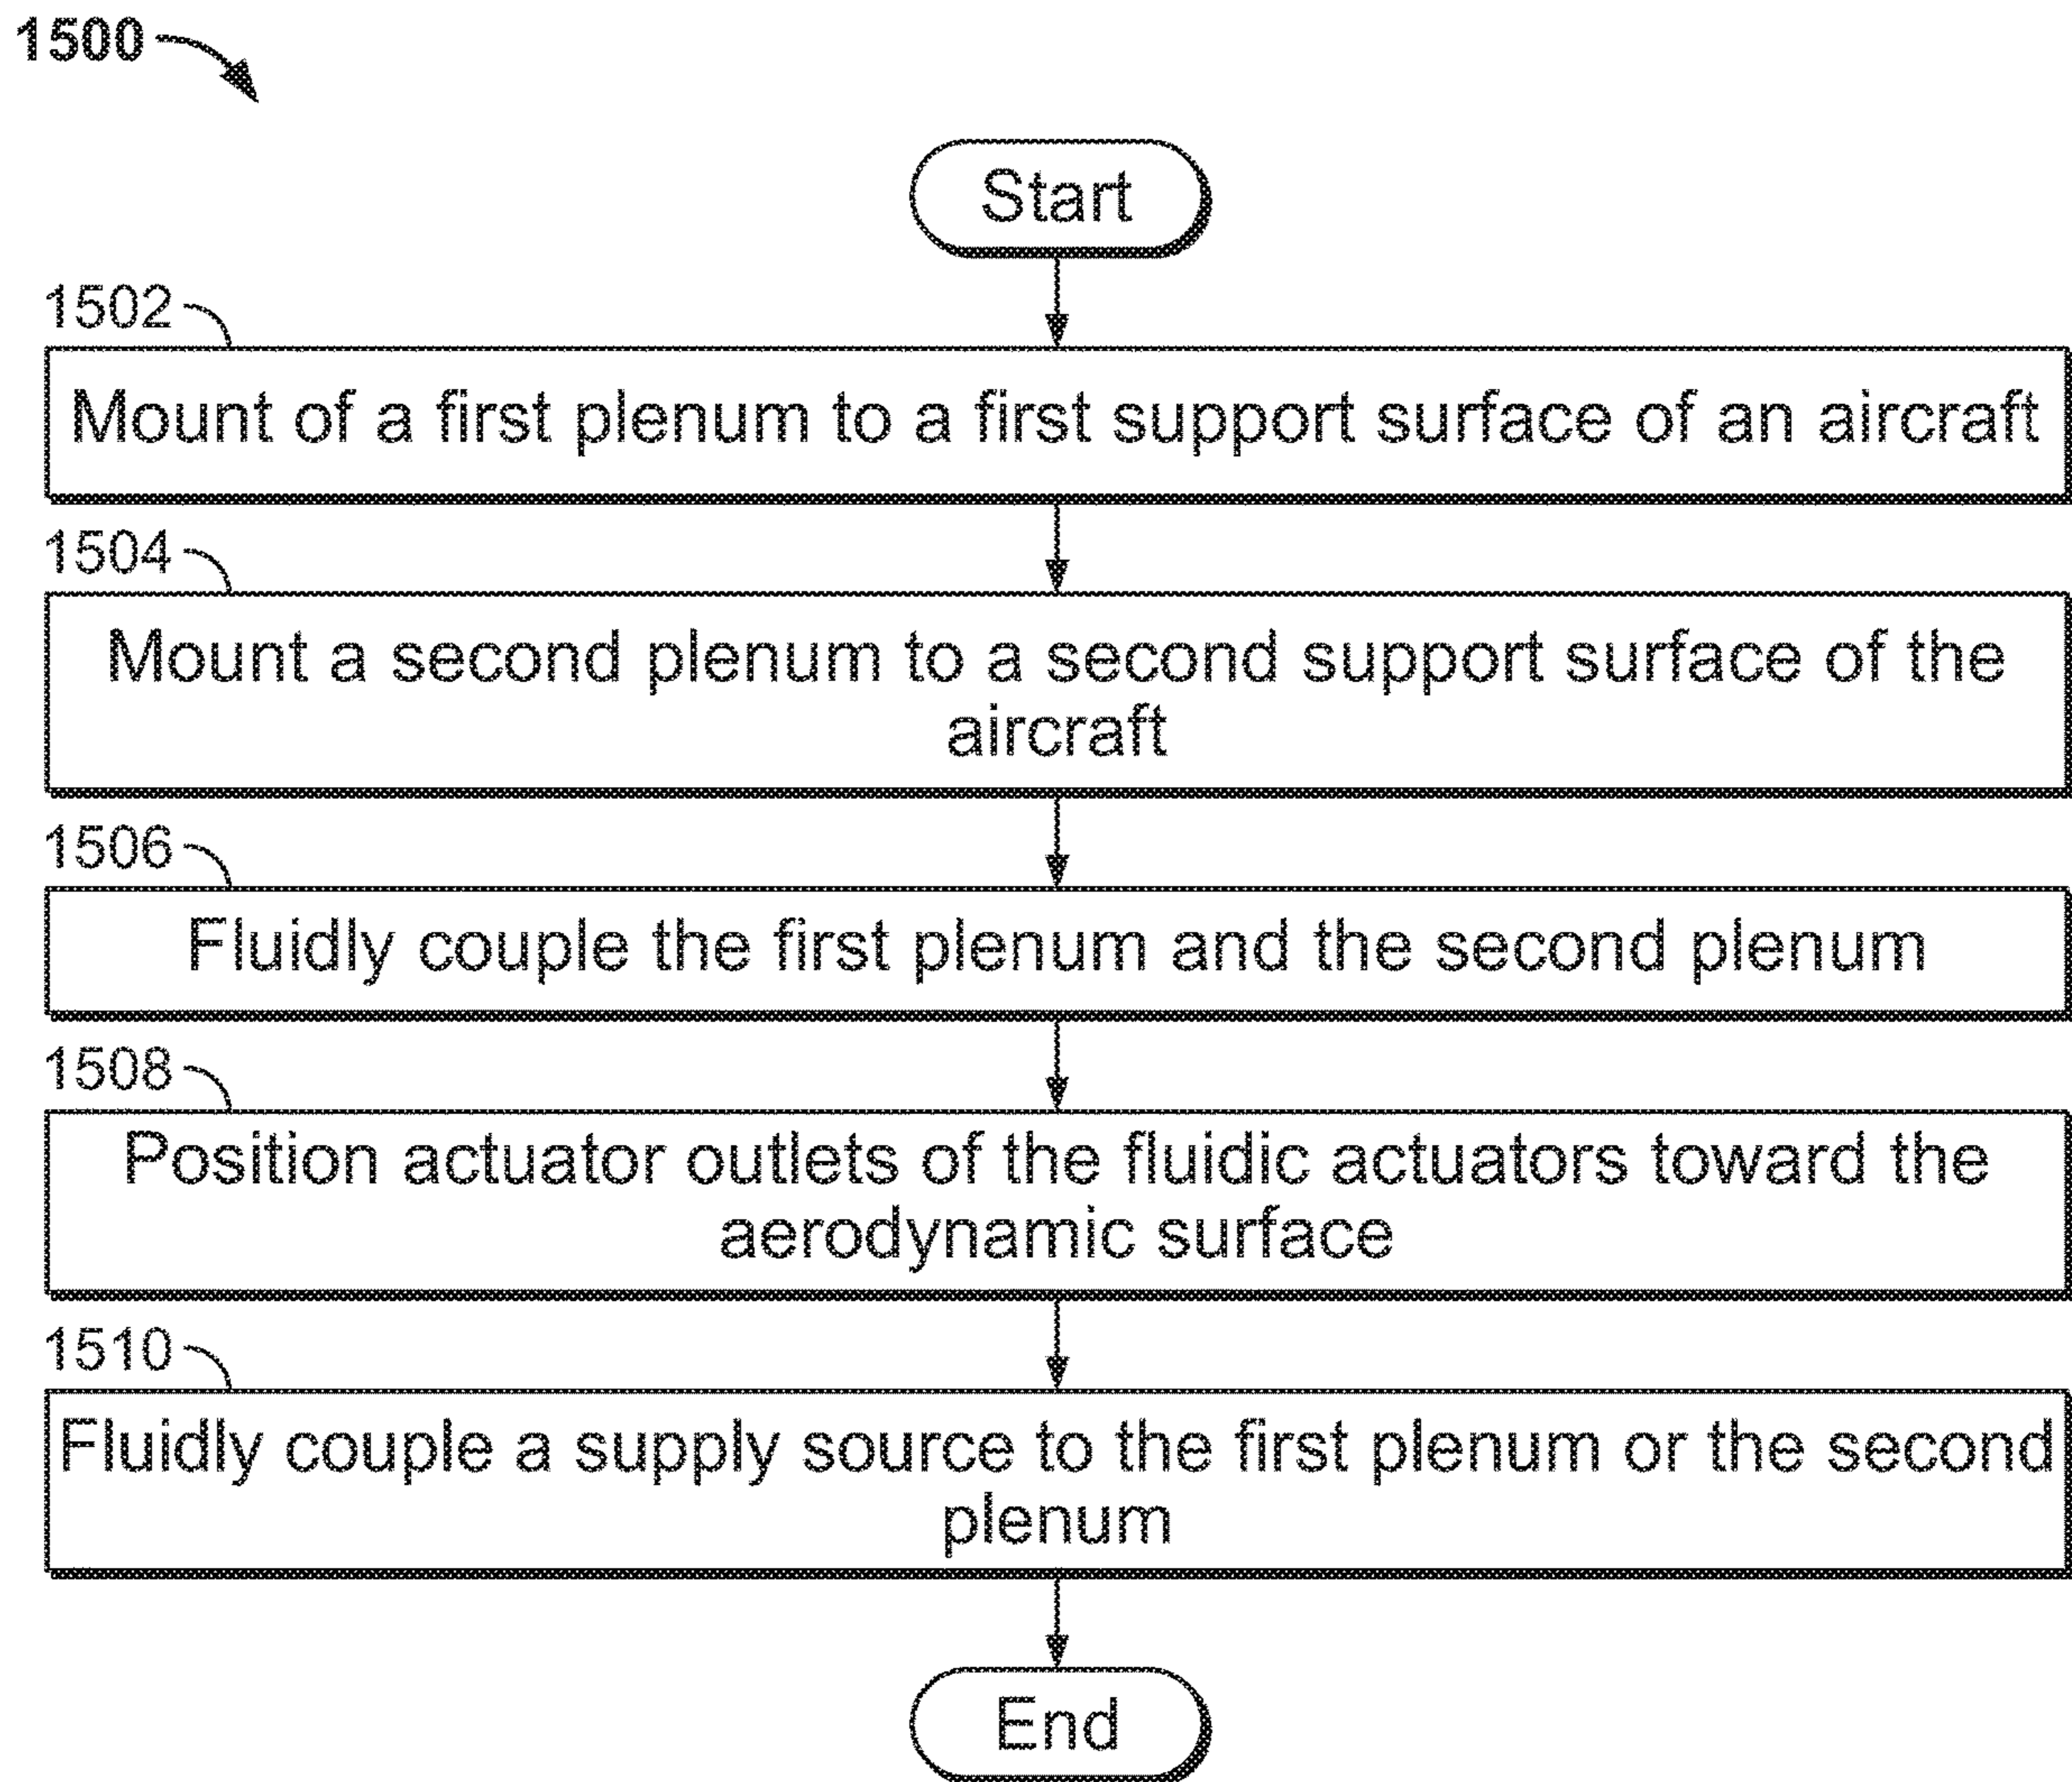 1500
Start
1502
Mount of a first plenum to a first support surface of an aircraft
1504
Mount a second plenum to a second support surface of the
aircraft
1506
Fluidly couple the first plenum and the second plenum
1508
Position actuator outlets of the fluidic actuators toward the
aerodynamic surface
1510
Fluidly couple a supply source to the first plenum or the second
plenum
End